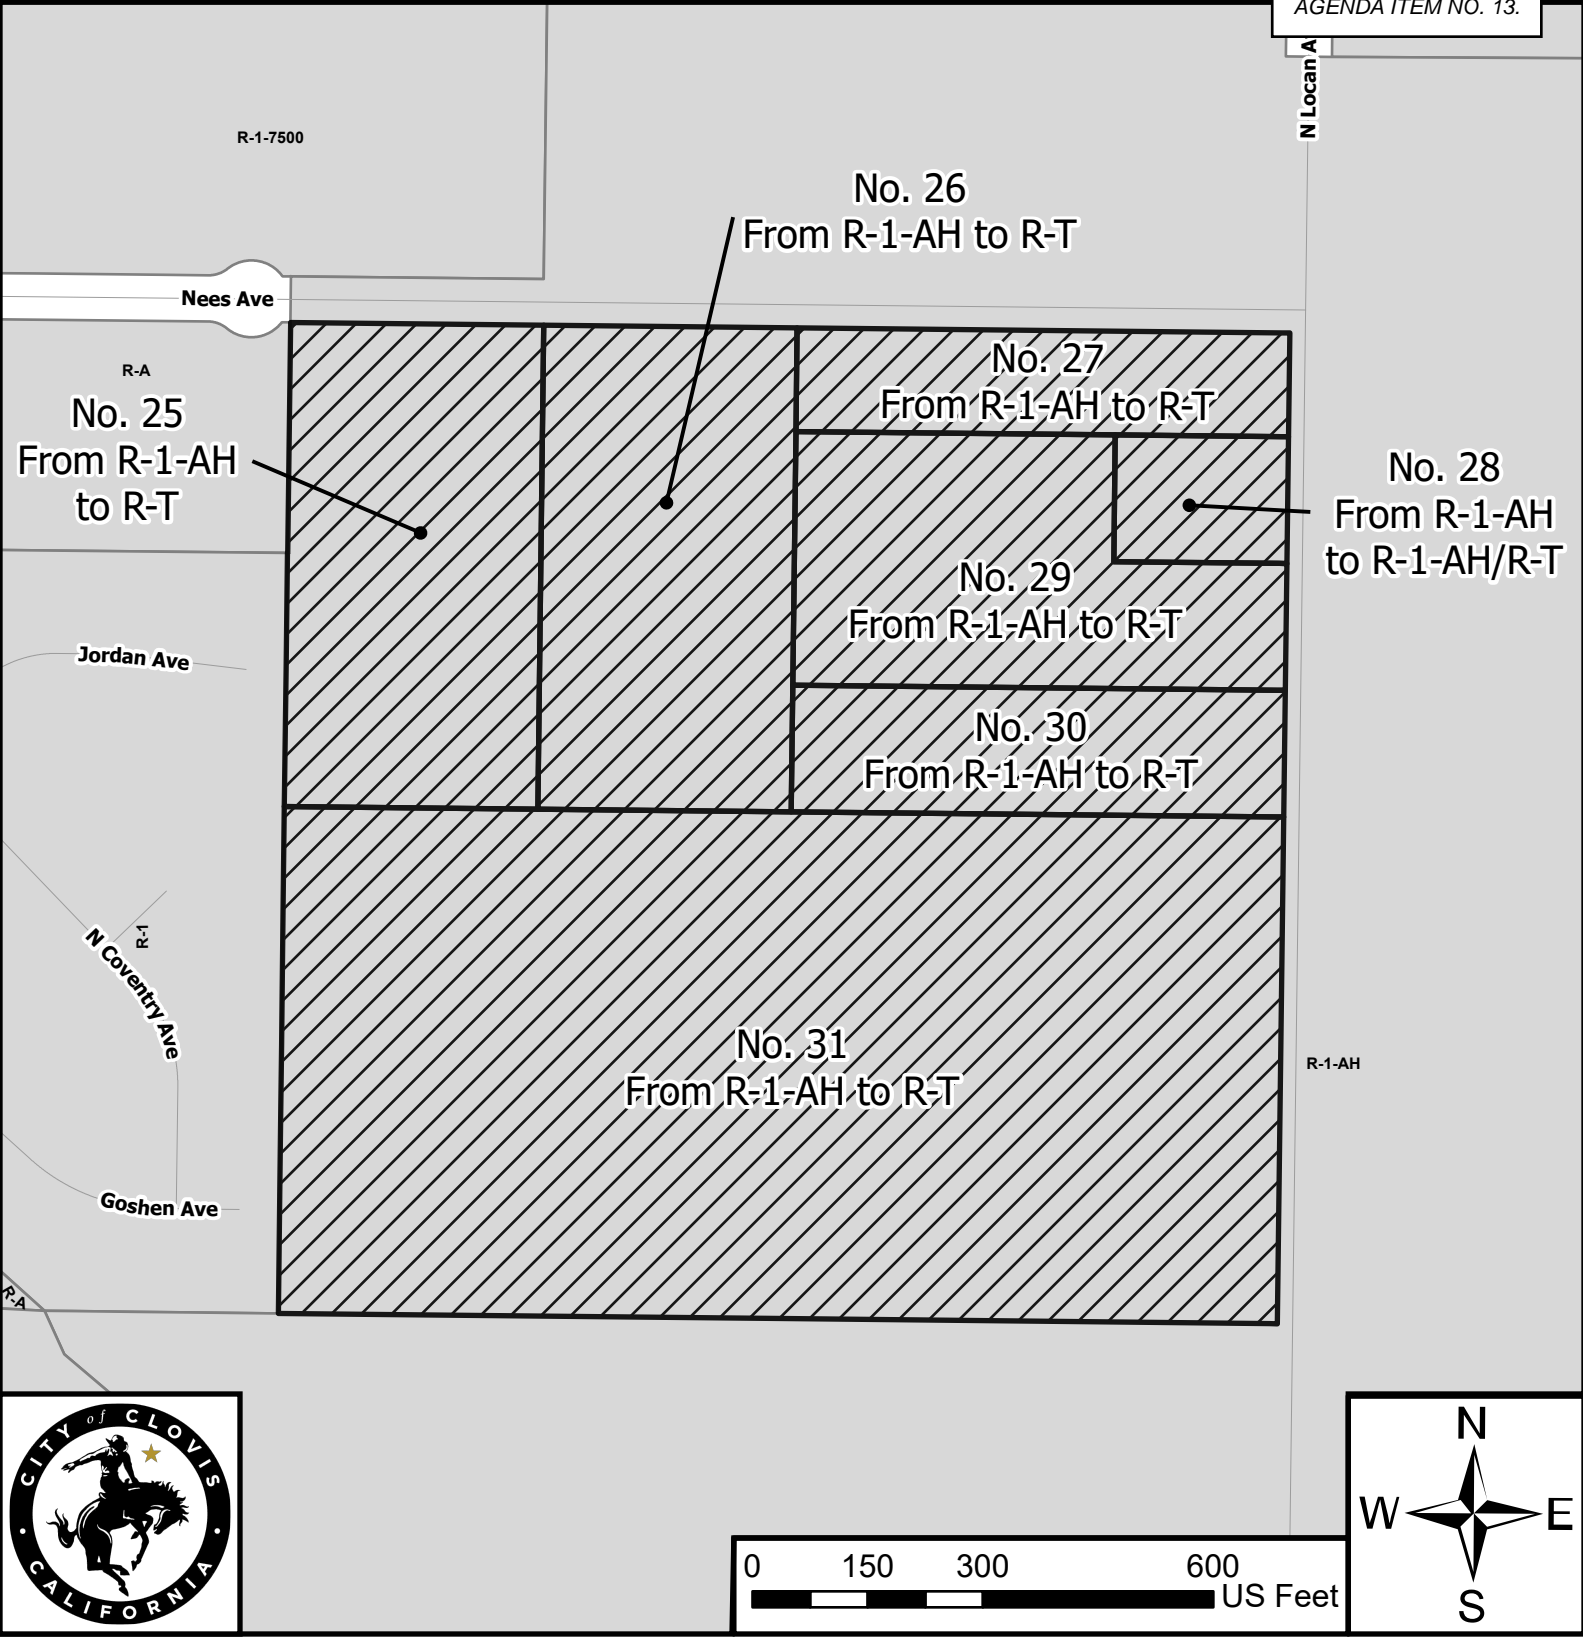 AGENDA ITEM NO. 13.
N Locan A
R-1-7500
No. 26
From R-1-AH to R-T
Nees Ave
R-A
No. 25
From R-1-AH
to R-T
No. 27
From R-1-AH to R-T
No. 28
From R-1-AH
to R-1-AH/R-T
No. 29
From R-1-AH to R-T
Jordan Ave
No. 30
From R-1-AH to R-T
R-1
N Coventry Ave
No. 31
From R-1-AH to R-T
R-1-AH
Goshen Ave
R-A
CITY of CLOVIS
CALIFORNIA
0 150 300 600
US Feet
N
W E
S